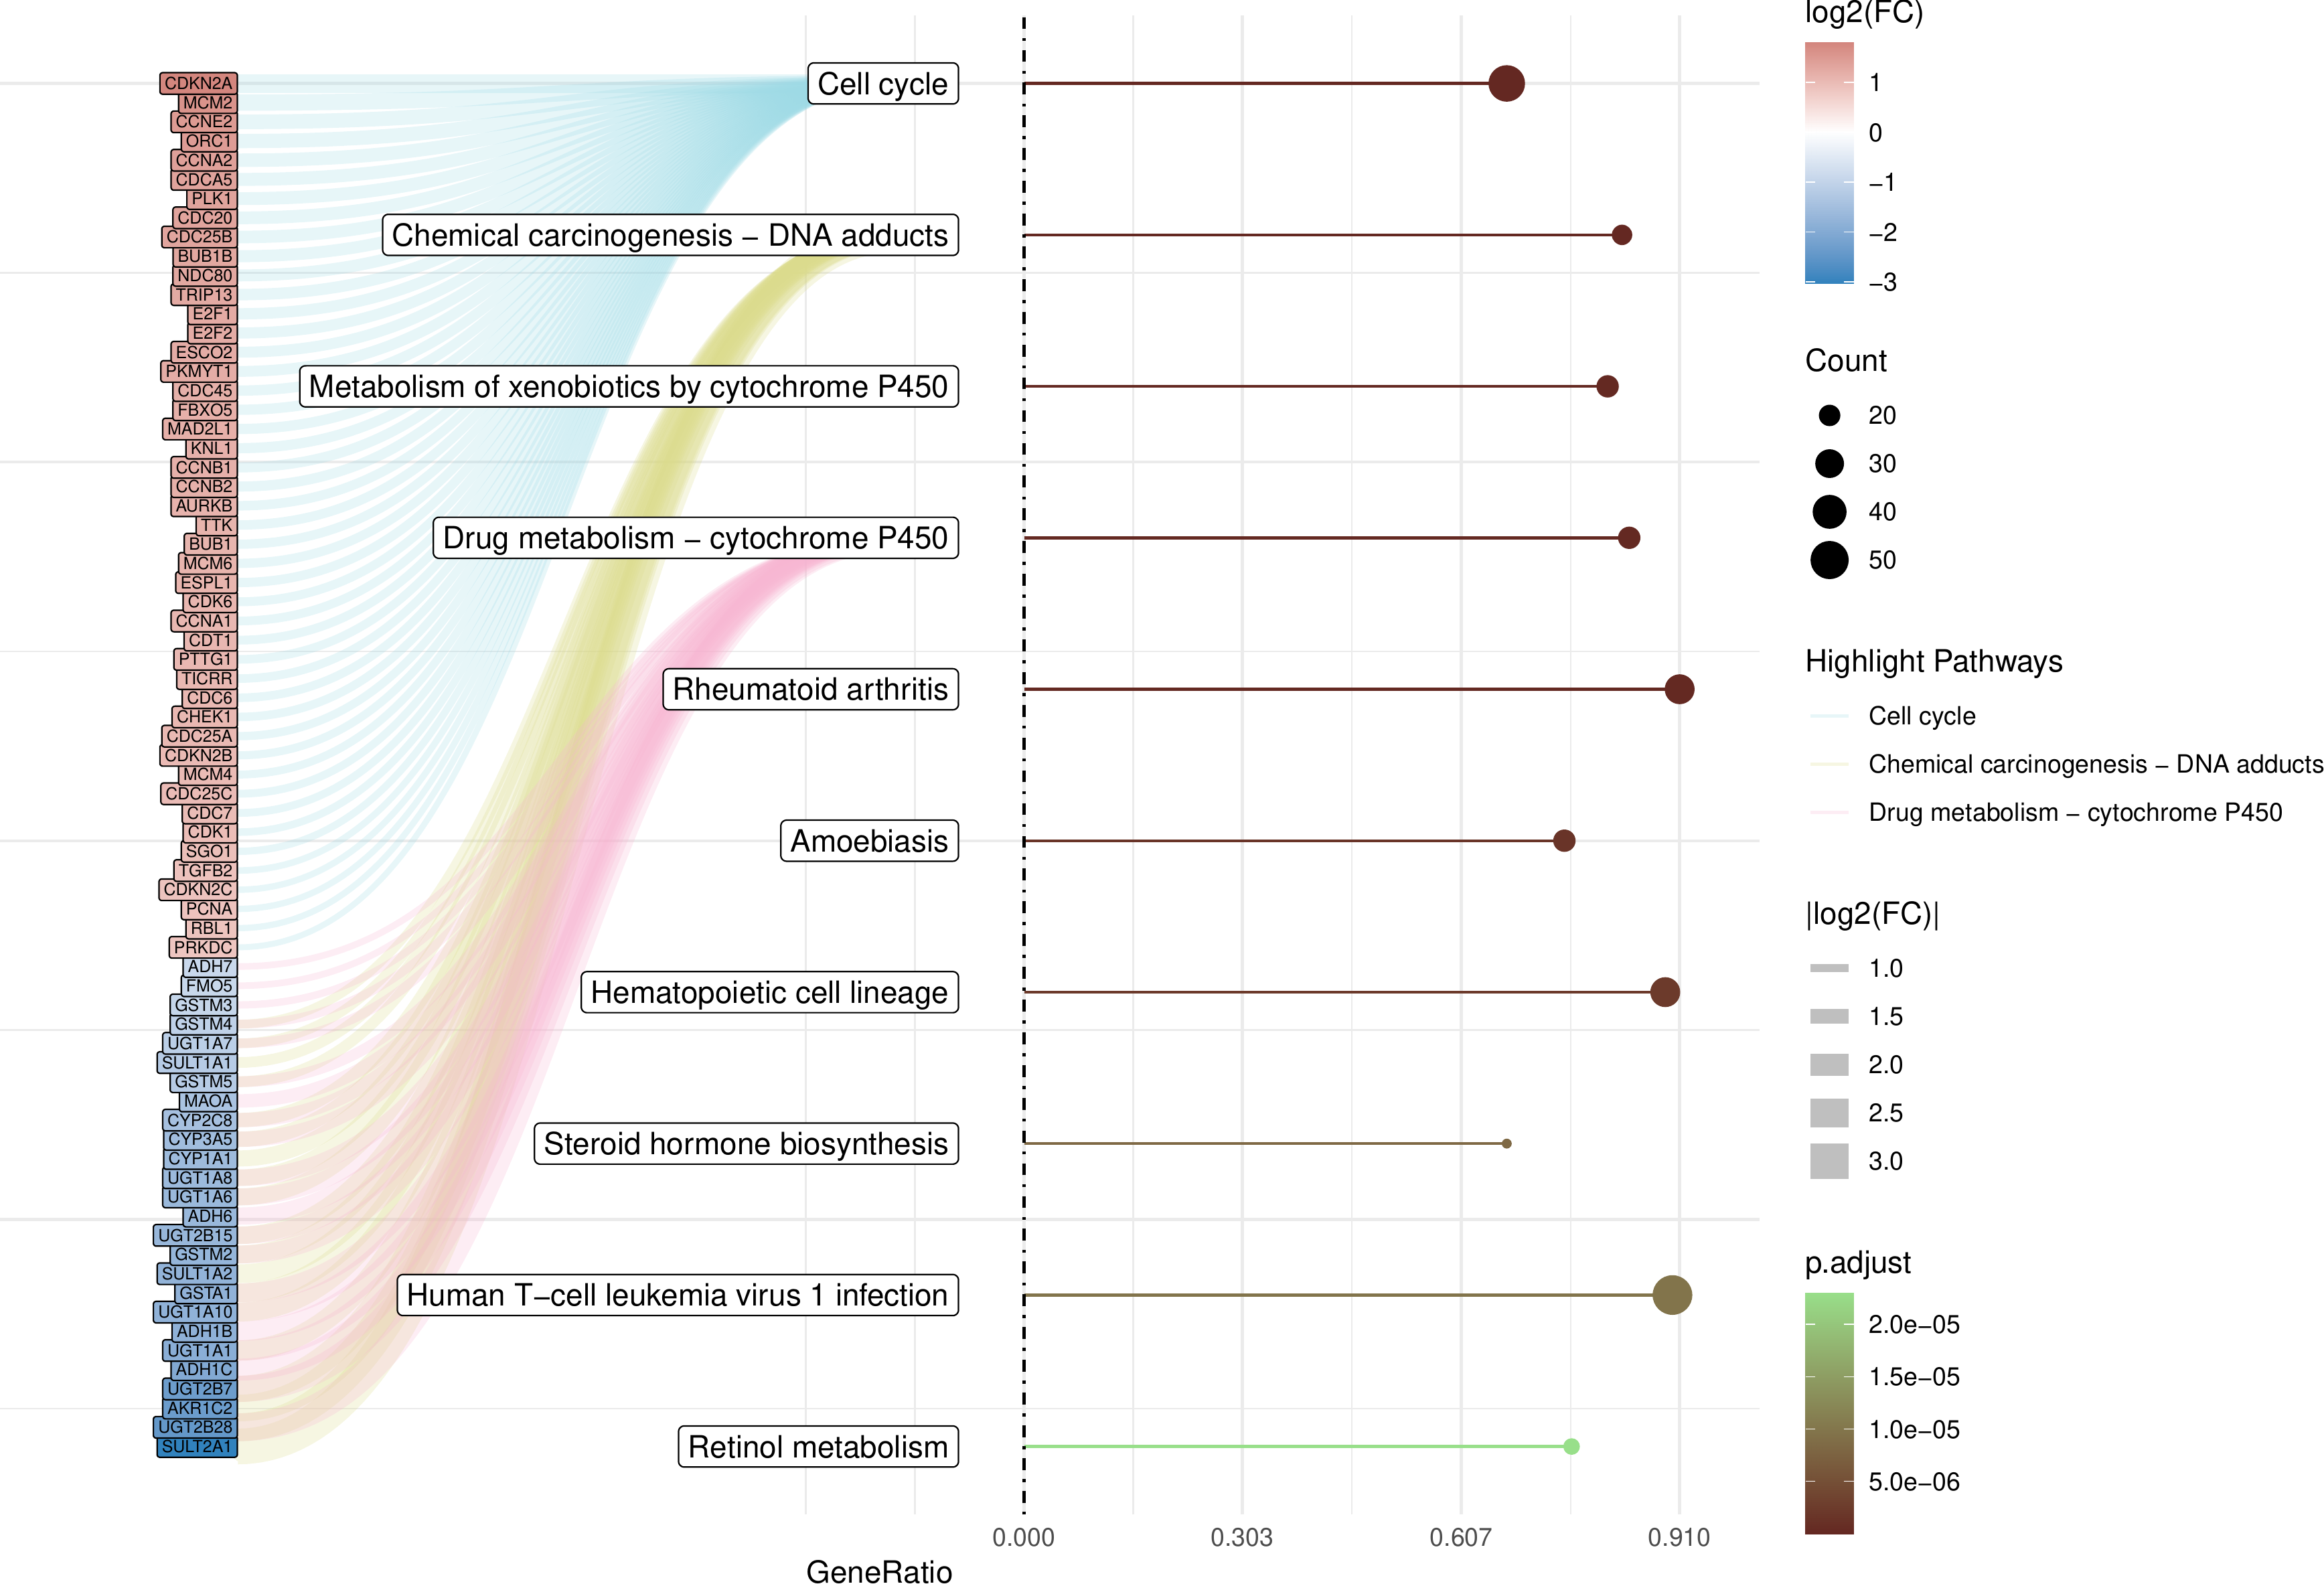 CDKN2A
MCM2
CCNE2
ORC1
CCNA2
CDCA5
PLK1
CDC20
CDC25B
BUB1B
NDC80
TRIP13
E2F1
E2F2
ESCO2
PKMYT1
CDC45
FBXO5
MAD2L1
KNL1
CCNB1
CCNB2
AURKB
TTK
BUB1
MCM6
ESPL1
CDK6
CCNA1
CDT1
PTTG1
TICRR
CDC6
CHEK1
CDC25A
CDKN2B
MCM4
CDC25C
CDC7
CDK1
SGO1
TGFB2
CDKN2C
PCNA
RBL1
PRKDC
ADH7
FMO5
GSTM3
GSTM4
UGT1A7
SULT1A1
GSTM5
MAOA
CYP2C8
CYP3A5
CYP1A1
UGT1A8
UGT1A6
ADH6
UGT2B15
GSTM2
SULT1A2
GSTA1
UGT1A10
ADH1B
UGT1A1
ADH1C
UGT2B7
AKR1C2
UGT2B28
SULT2A1
Cell cycle
Chemical carcinogenesis − DNA adducts
Metabolism of xenobiotics by cytochrome P450
Drug metabolism − cytochrome P450
Rheumatoid arthritis
Amoebiasis
Hematopoietic cell lineage
Steroid hormone biosynthesis
Human T−cell leukemia virus 1 infection
Retinol metabolism
0.000 0.303 0.607 0.910
GeneRatio
log2(FC)
1
0
−1
−2
−3
Count
20
30
40
50
Highlight Pathways
Cell cycle
Chemical carcinogenesis − DNA adducts
Drug metabolism − cytochrome P450
|log2(FC)|
1.0
1.5
2.0
2.5
3.0
p.adjust
2.0e−05
1.5e−05
1.0e−05
5.0e−06